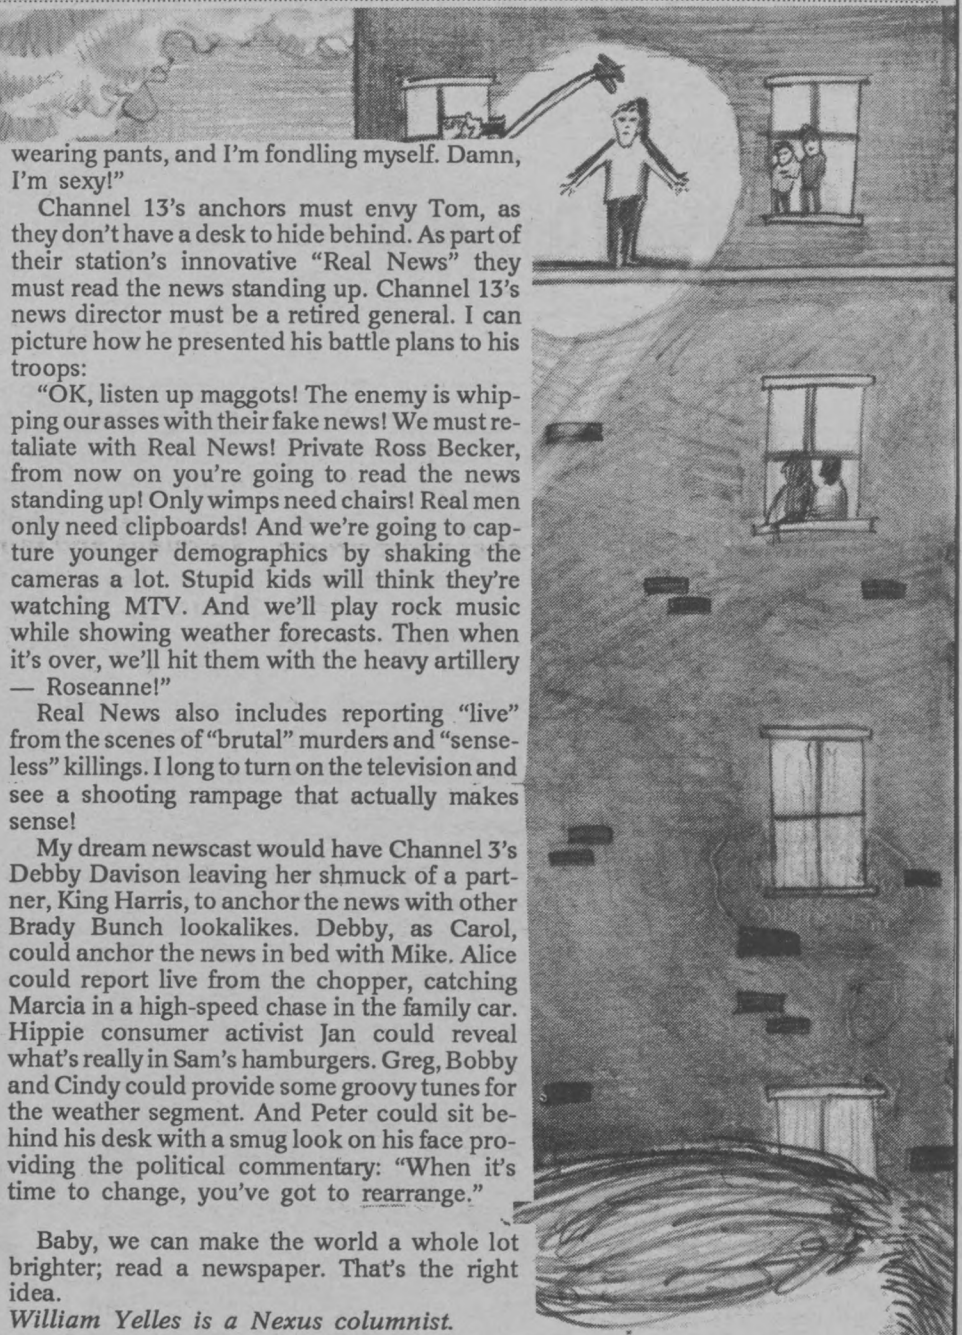 wearing pants, and I'm fondling myself. Damn,
I'm sexy!”
Channel 13's anchors must envy Tom, as
they don't have a desk to hide behind. As part of
their station's innovative “Real News” they
must read the news standing up. Channel 13's
news director must be a retired general. I can
picture how he presented his battle plans to his
troops:
“OK, listen up maggots! The enemy is whip-
ping our asses with their fake news! We must re-
taliate with Real News! Private Ross Becker,
from now on you're going to read the news
standing up! Only wimps need chairs! Real men
only need clipboards! And we're going to cap-
ture younger demographics by shaking the
cameras a lot. Stupid kids will think they're
watching MTV. And we'll play rock music
while showing weather forecasts. Then when
it's over, we'll hit them with the heavy artillery
— Roseanne!”
Real News also includes reporting “live”
from the scenes of “brutal” murders and “sense-
less” killings. I long to turn on the television and
see a shooting rampage that actually makes
sense!
My dream newscast would have Channel 3's
Debby Davison leaving her shmuck of a part-
ner, King Harris, to anchor the news with other
Brady Bunch lookalikes. Debby, as Carol,
could anchor the news in bed with Mike. Alice
could report live from the chopper, catching
Marcia in a high-speed chase in the family car.
Hippie consumer activist Jan could reveal
what's really in Sam's hamburgers. Greg, Bobby
and Cindy could provide some groovy tunes for
the weather segment. And Peter could sit be-
hind his desk with a smug look on his face pro-
viding the political commentary: “When it's
time to change, you've got to rearrange.”
Baby, we can make the world a whole lot
brighter; read a newspaper. That's the right
idea.
William Yelles is a Nexus columnist.